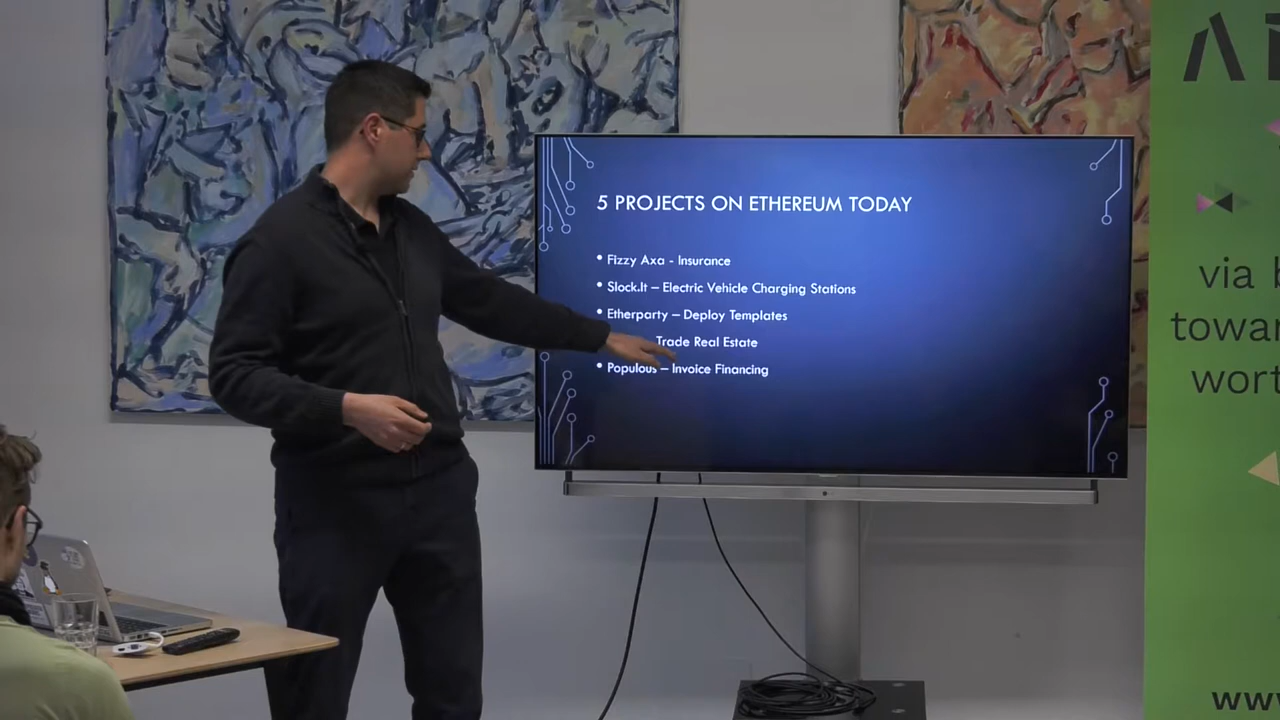 5 PROJECTS ON ETHEREUM TODAY
• Fizzy Axa - Insurance
• Slock.It – Electric Vehicle Charging Stations
• Etherparty – Deploy Templates
Trade Real Estate
• Populous – Invoice Financing
via
towar
wort
www